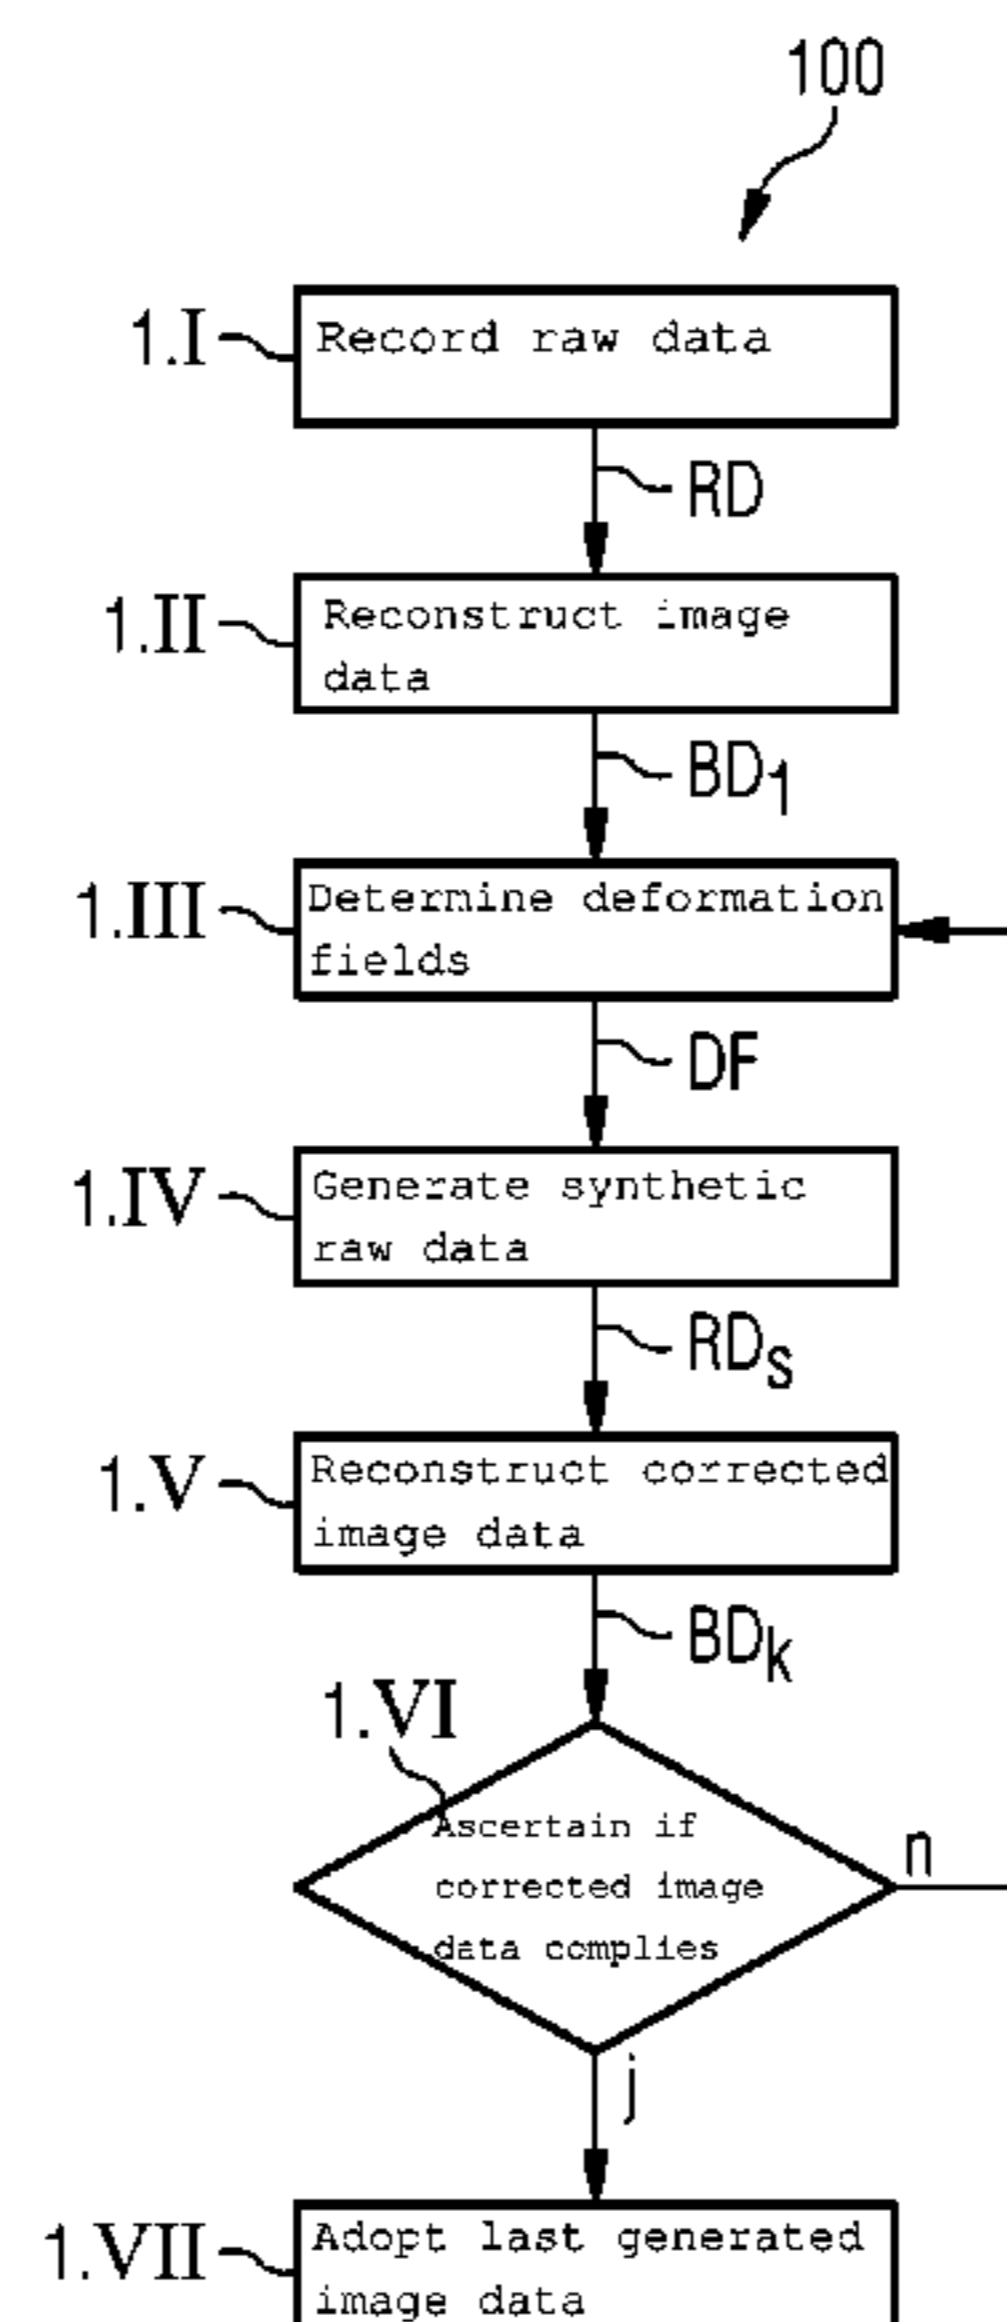 100
1.I
Record raw data
RD
1.II
Reconstruct image
data
BD1
1.III
Determine deformation
fields
DF
1.IV
Generate synthetic
raw data
RDS
1.V
Reconstruct corrected
image data
BDk
1.VI
Ascertain if
corrected image
data complies
n
j
1.VII
Adopt last generated
image data